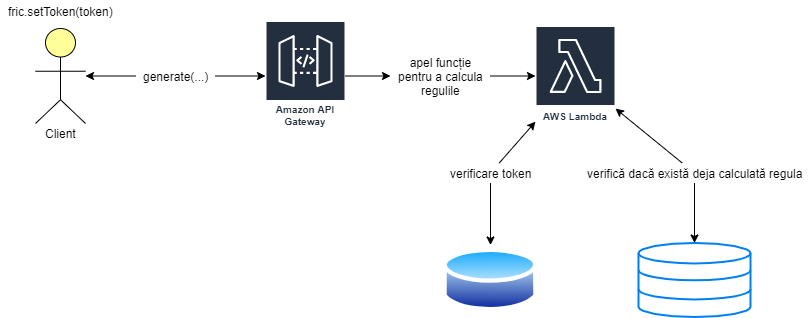 fric.setToken(token)
generate(...)
Client
Amazon API
Gateway
apel funcție
pentru a calcula
regulile
AWS Lambda
verificare token
verifică dacă există deja calculată regula